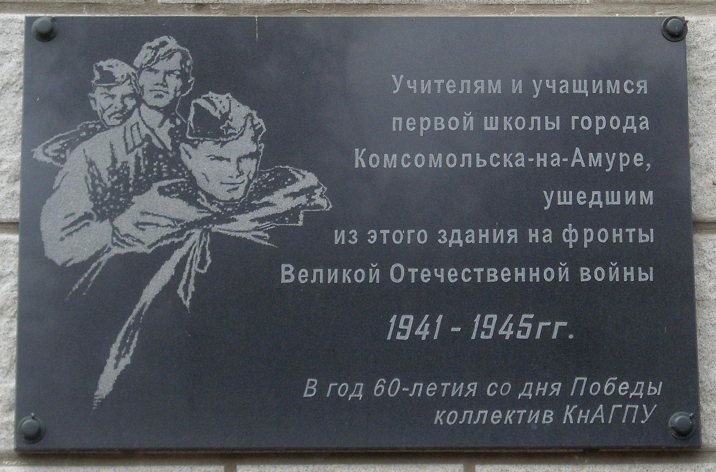 Учителям и учащимся
первой школы города
Комсомольска-на-Амуре,
ушедшим
из этого здания на фронты
Великой Отечественной войны
1941 - 1945гг.
В год 60-летия со дня Победы
коллектив КнАГПУ